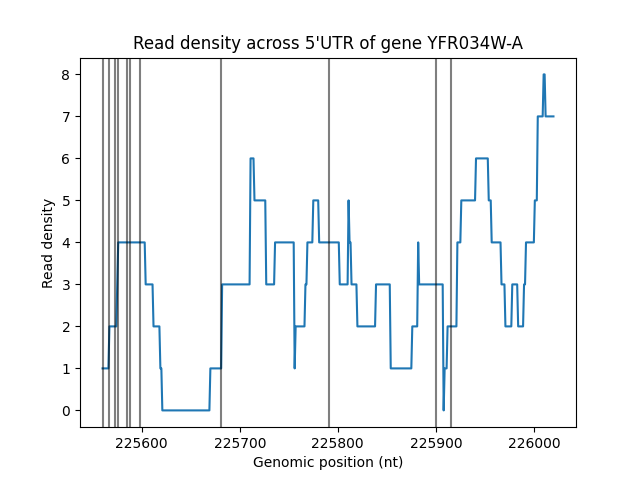 Read density across 5'UTR of gene YFR034W-A
8
7
6
5
4
3
2
1
0
Read density
225600 225700 225800 225900 226000
Genomic position (nt)